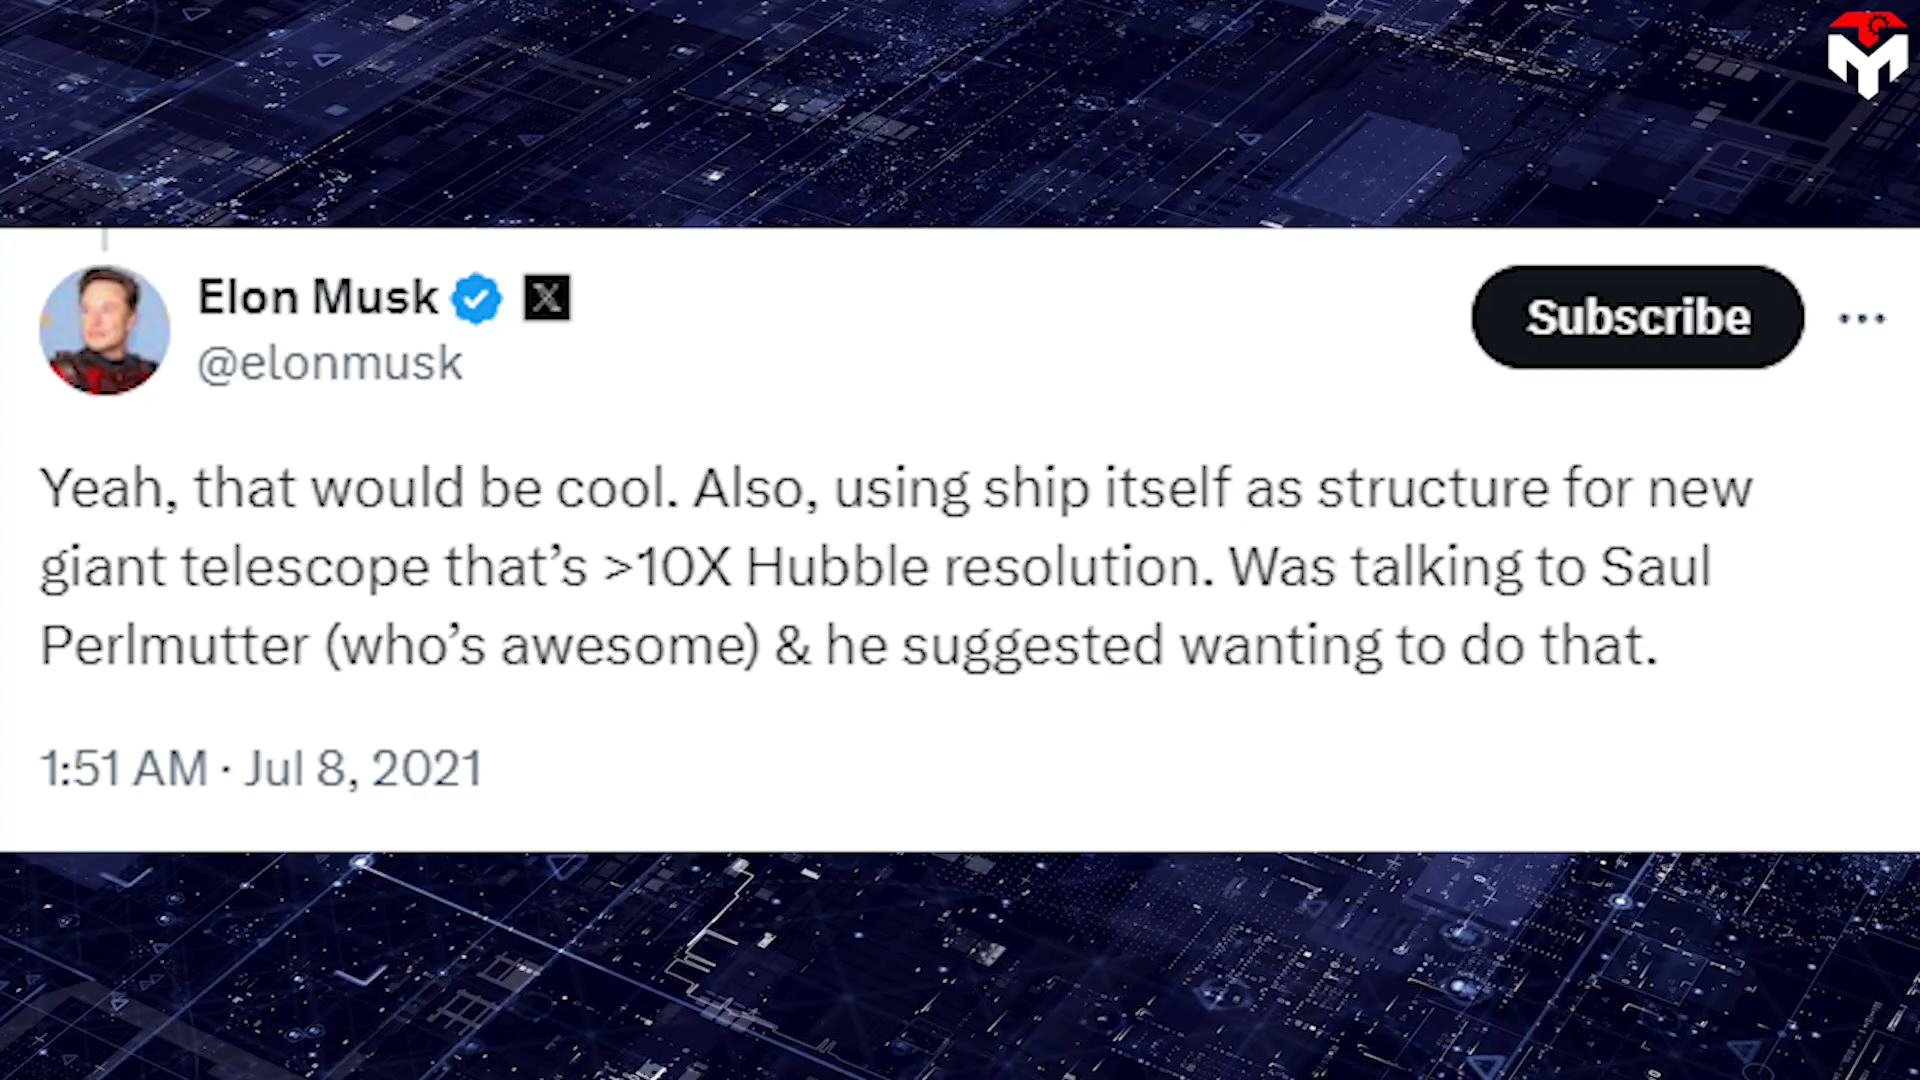 Elon Musk X
@elonmusk
Subscribe
Yeah, that would be cool. Also, using ship itself as structure for new
giant telescope that’s >10X Hubble resolution. Was talking to Saul
Perlmutter (who’s awesome) & he suggested wanting to do that.
1:51 AM · Jul 8, 2021